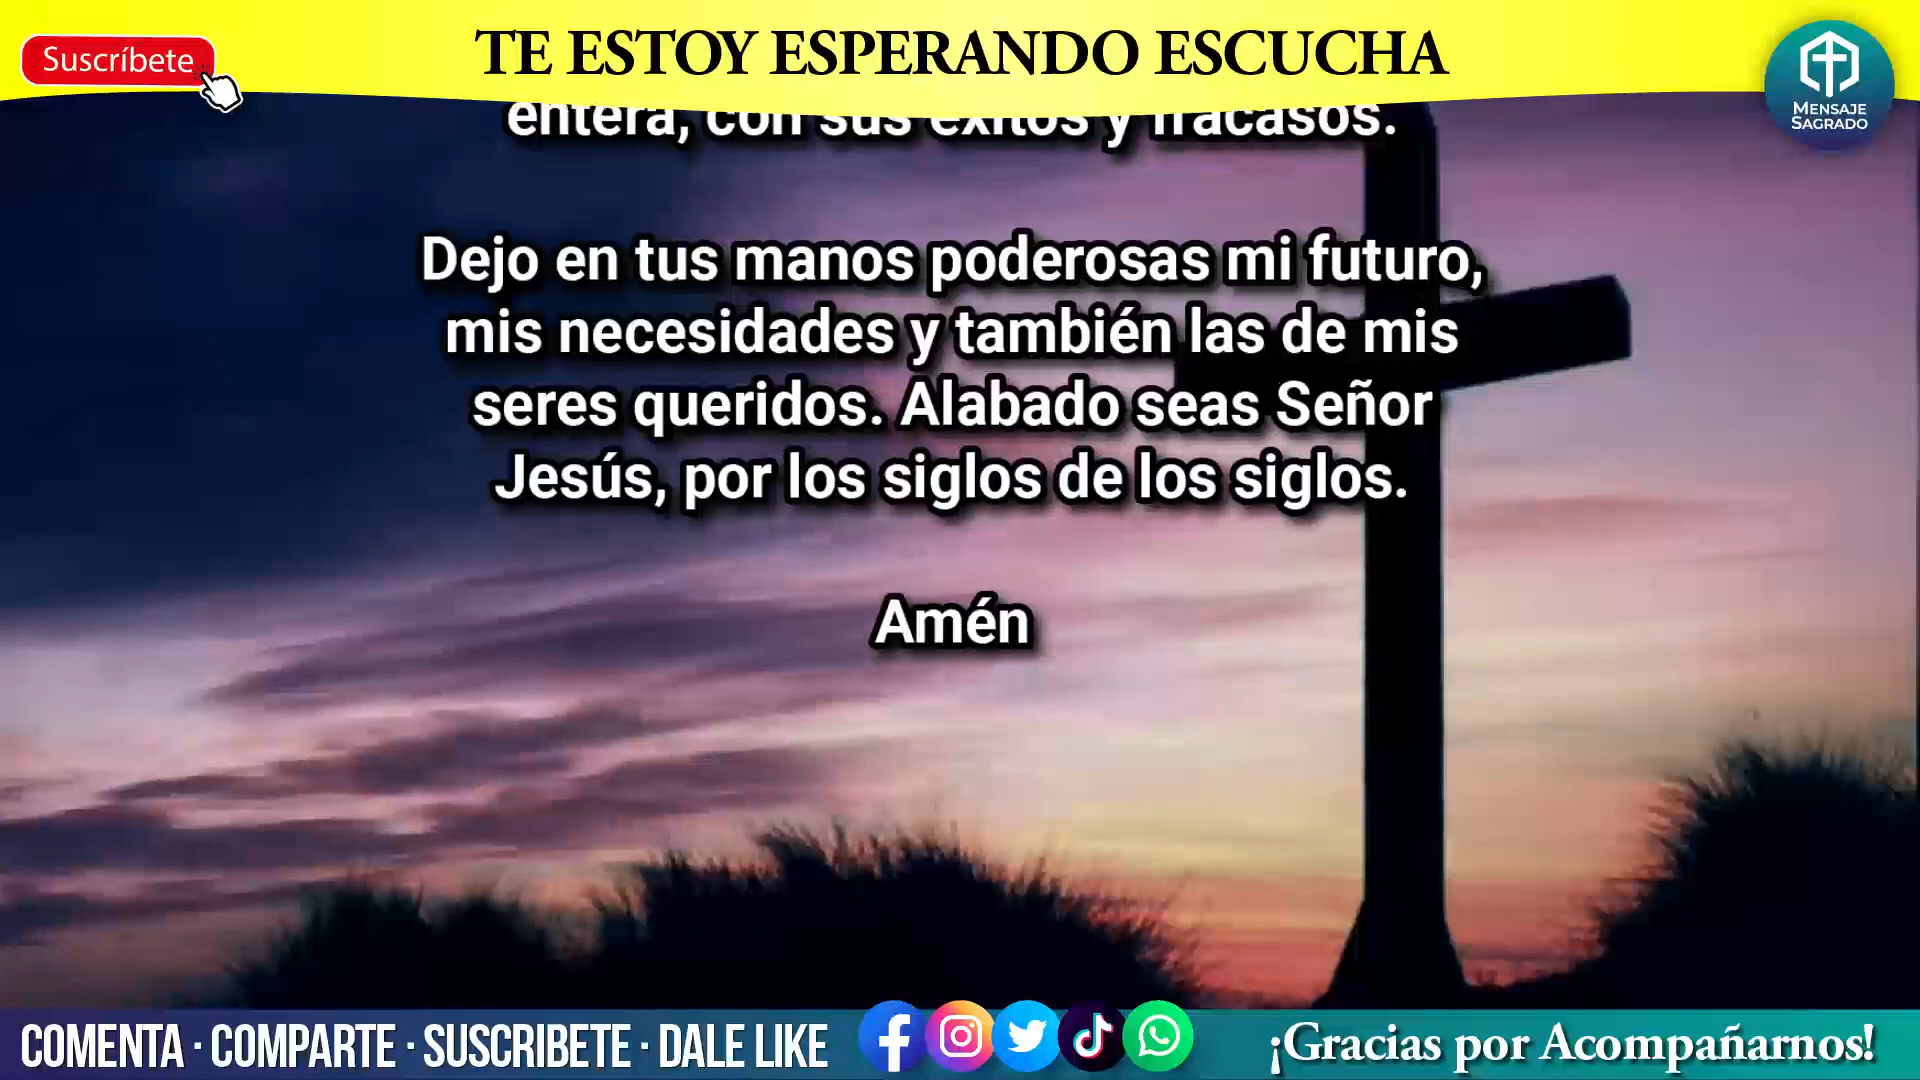 Suscríbete
TE ESTOY ESPERANDO ESCUCHA
MENSAJE
SAGRADO
entera, con sus éxitos y fracasos.
Dejo en tus manos poderosas mi futuro,
mis necesidades y también las de mis
seres queridos. Alabado seas Señor
Jesús, por los siglos de los siglos.
Amén
COMENTA · COMPARTE · SUSCRIBETE · DALE LIKE
¡Gracias por Acompañarnos!